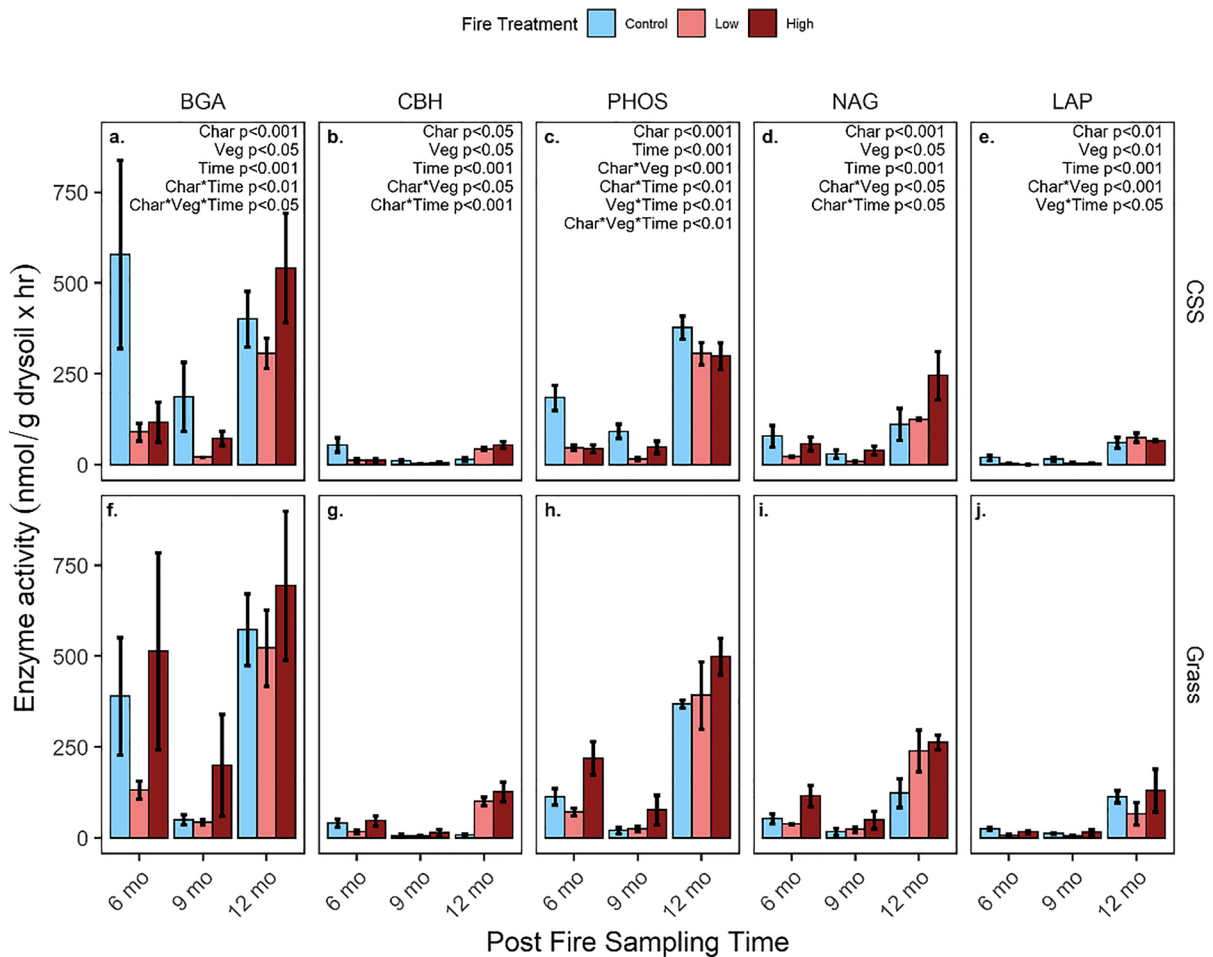 Fire Treatment Control Low High
BGA CBH PHOS NAG LAP
a.
Char p<0.001
Veg p<0.05
Time p<0.001
Char*Time p<0.01
Char*Veg*Time p<0.05
b.
Char p<0.05
Veg p<0.05
Time p<0.001
Char*Veg p<0.05
Char*Time p<0.001
c.
Char p<0.001
Time p<0.001
Char*Veg p<0.001
Char*Time p<0.01
Veg*Time p<0.01
Char*Veg*Time p<0.01
d.
Char p<0.001
Veg p<0.05
Time p<0.001
Char*Veg p<0.05
Char*Time p<0.05
e.
Char p<0.01
Veg p<0.01
Time p<0.001
Char*Veg p<0.001
Veg*Time p<0.05
CSS
750
500
250
0
f.
g.
h.
i.
j.
Grass
750
500
250
0
Enzyme activity (nmol/g drysoil x hr)
6 mo 9 mo 12 mo 6 mo 9 mo 12 mo 6 mo 9 mo 12 mo 6 mo 9 mo 12 mo 6 mo 9 mo 12 mo
Post Fire Sampling Time